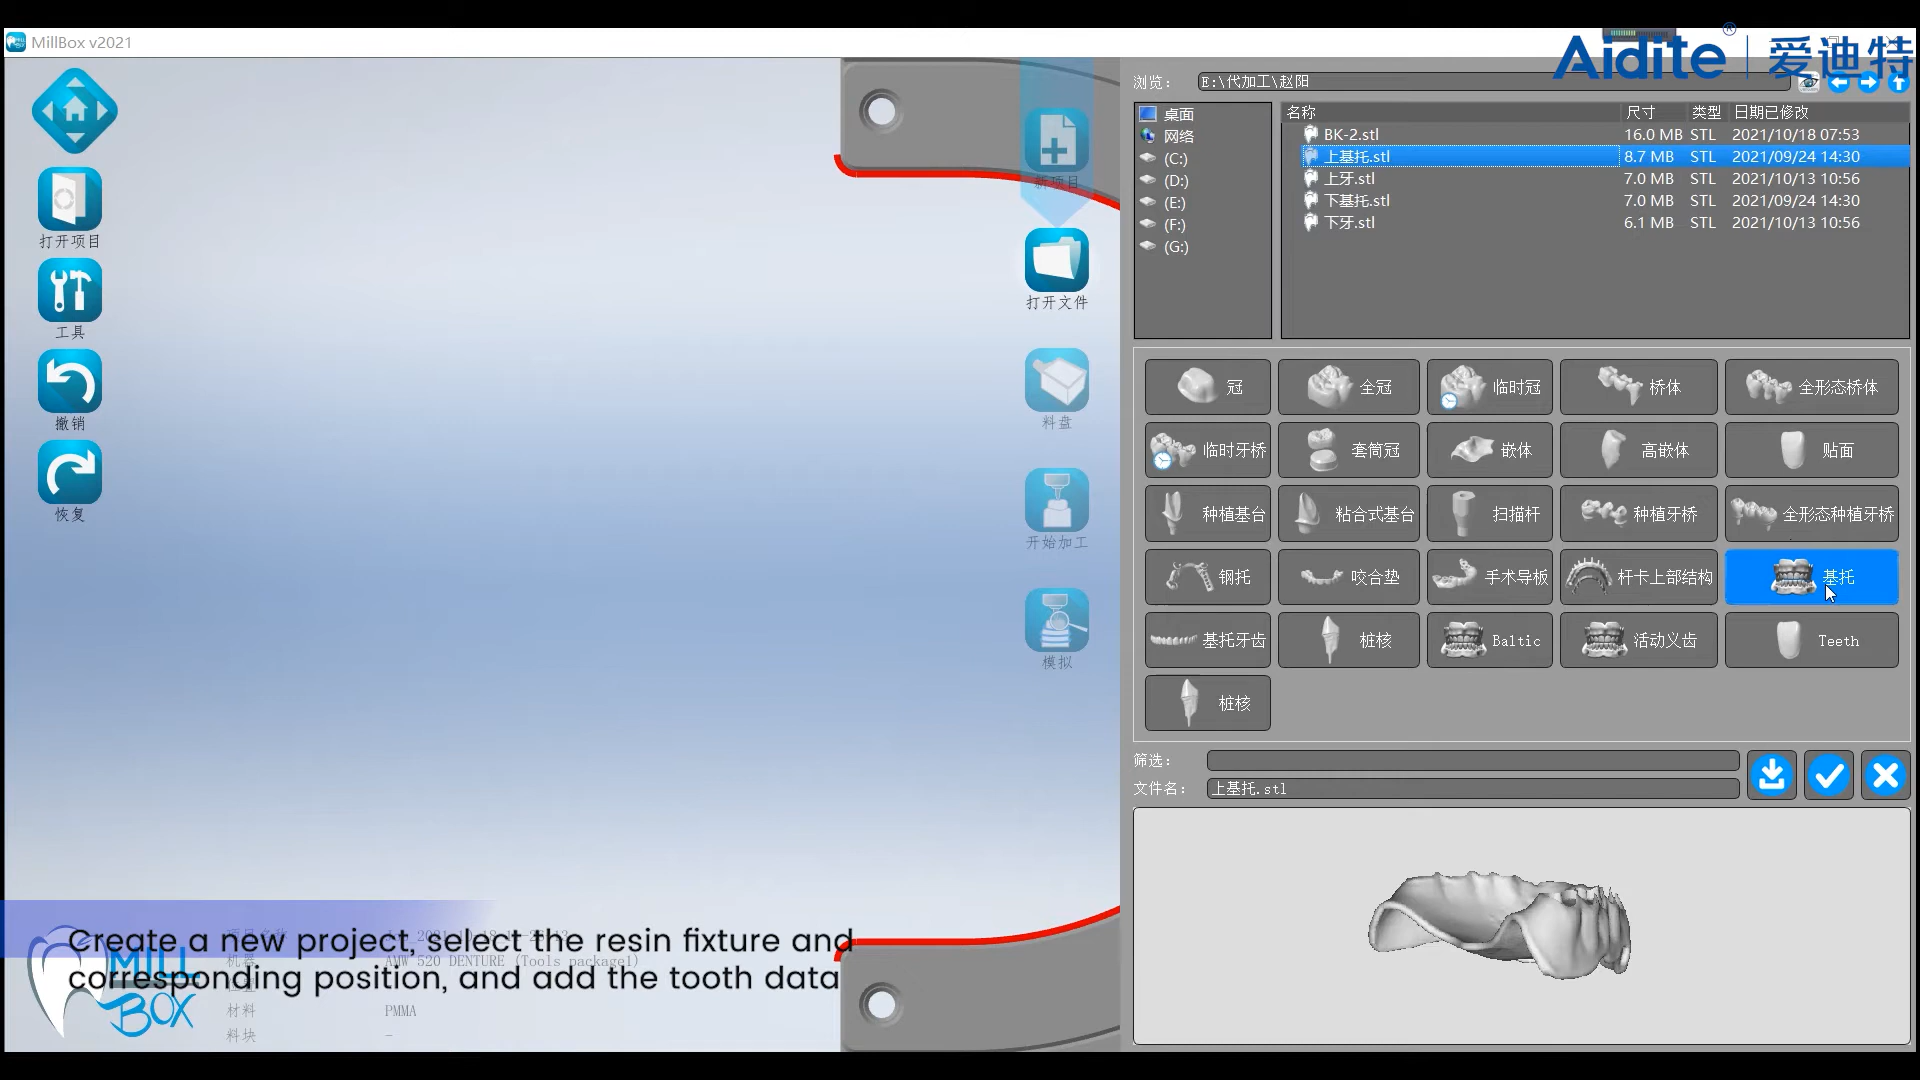 MillBox v2021
Aidite® 爱迪特
打开项目
工具
撤销
恢复
新项目
打开文件
料盘
开始加工
模拟
浏览: E:\代加工\赵阳
桌面
网络
(C:)
(D:)
(E:)
(F:)
(G:)
名称 尺寸 类型 日期已修改
BK-2.stl 16.0 MB STL 2021/10/18 07:53
上基托.stl 8.7 MB STL 2021/09/24 14:30
上牙.stl 7.0 MB STL 2021/10/13 10:56
下基托.stl 7.0 MB STL 2021/09/24 14:30
下牙.stl 6.1 MB STL 2021/10/13 10:56
冠 全冠 临时冠 桥体 全形态桥体
临时牙桥 套筒冠 嵌体 高嵌体 贴面
种植基台 粘合式基台 扫描杆 种植牙桥 全形态种植牙桥
钢托 咬合垫 手术导板 杆卡上部结构 基托
基托牙齿 桩核 Baltic 活动义齿 Teeth
桩核
筛选:
文件名: 上基托.stl
Create a new project, select the resin fixture and
corresponding position, and add the tooth data
MILL
BOX
AMW 520 DENTURE (Tools package1)
材料 PMMA
料块 -